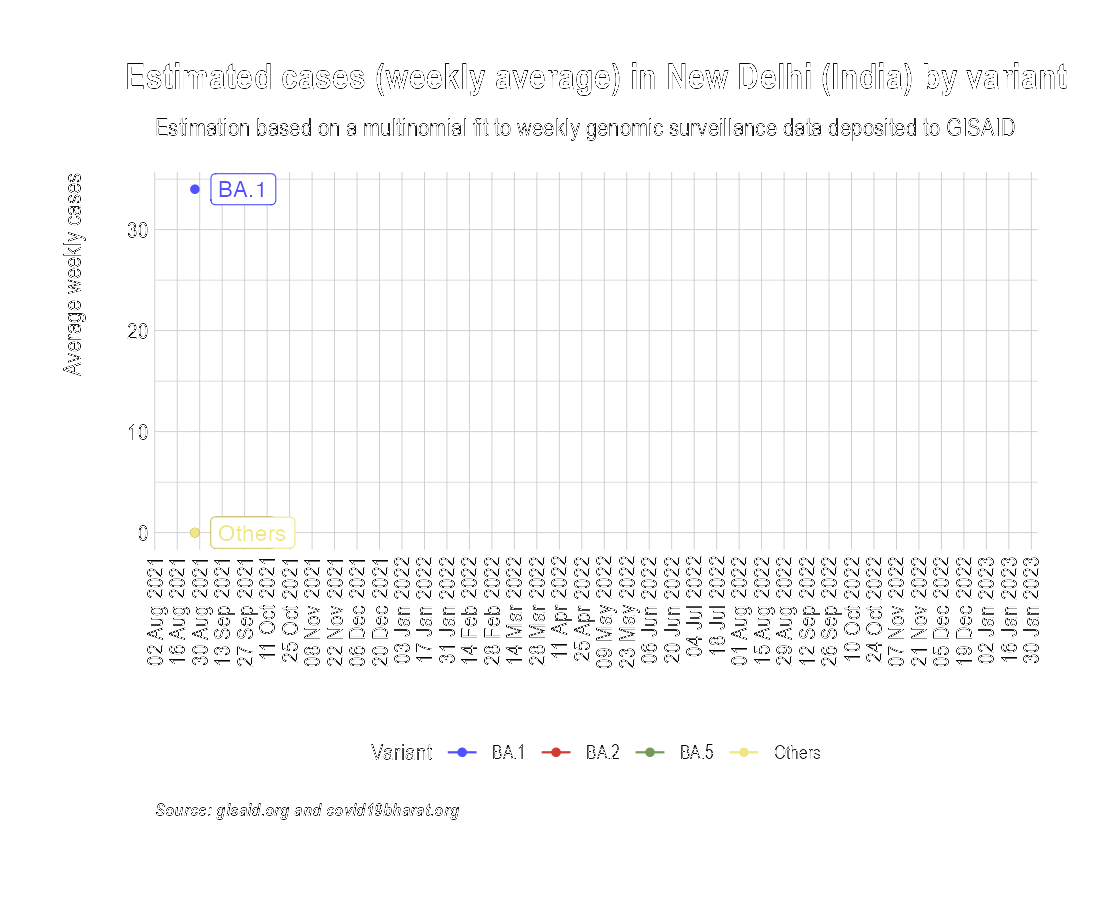 Estimated cases (weekly average) in New Delhi (India) by variant
Estimation based on a multinomial fit to weekly genomic surveillance data deposited to GISAID
Average weekly cases
30
20
10
0
BA.1
Others
02 Aug 2021
16 Aug 2021
30 Aug 2021
13 Sep 2021
27 Sep 2021
11 Oct 2021
25 Oct 2021
08 Nov 2021
22 Nov 2021
06 Dec 2021
20 Dec 2021
03 Jan 2022
17 Jan 2022
31 Jan 2022
14 Feb 2022
28 Feb 2022
14 Mar 2022
28 Mar 2022
11 Apr 2022
25 Apr 2022
09 May 2022
23 May 2022
06 Jun 2022
20 Jun 2022
04 Jul 2022
18 Jul 2022
01 Aug 2022
15 Aug 2022
29 Aug 2022
12 Sep 2022
26 Sep 2022
10 Oct 2022
24 Oct 2022
07 Nov 2022
21 Nov 2022
05 Dec 2022
19 Dec 2022
02 Jan 2023
16 Jan 2023
30 Jan 2023
Variant BA.1 BA.2 BA.5 Others
Source: gisaid.org and covid19bharat.org